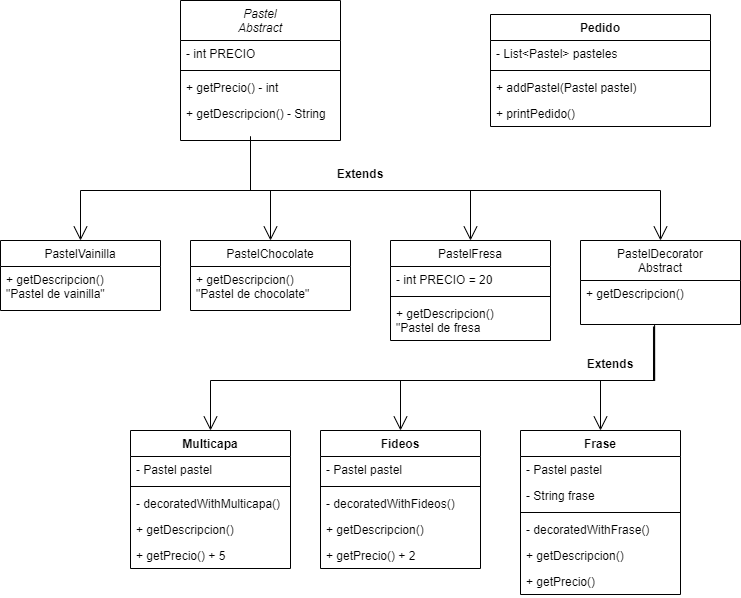 Pastel
Abstract
- int PRECIO
+ getPrecio() - int
+ getDescripcion() - String
Pedido
- List<Pastel> pasteles
+ addPastel(Pastel pastel)
+ printPedido()
Extends
PastelVainilla
+ getDescripcion()
"Pastel de vainilla"
PastelChocolate
+ getDescripcion()
"Pastel de chocolate"
PastelFresa
- int PRECIO = 20
+ getDescripcion()
"Pastel de fresa
PastelDecorator
Abstract
+ getDescripcion()
Extends
Multicapa
- Pastel pastel
- decoratedWithMulticapa()
+ getDescripcion()
+ getPrecio() + 5
Fideos
- Pastel pastel
- decoratedWithFideos()
+ getDescripcion()
+ getPrecio() + 2
Frase
- Pastel pastel
- String frase
- decoratedWithFrase()
+ getDescripcion()
+ getPrecio()